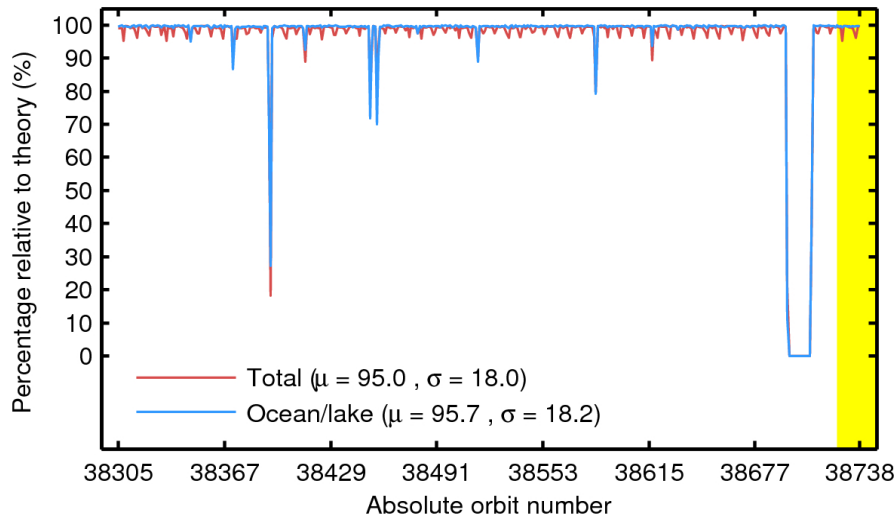 Percentage relative to theory (%)
100
90
80
70
60
50
40
30
20
10
0
Total (μ = 95.0 , σ = 18.0)
Ocean/lake (μ = 95.7 , σ = 18.2)
38305 38367 38429 38491 38553 38615 38677 38738
Absolute orbit number